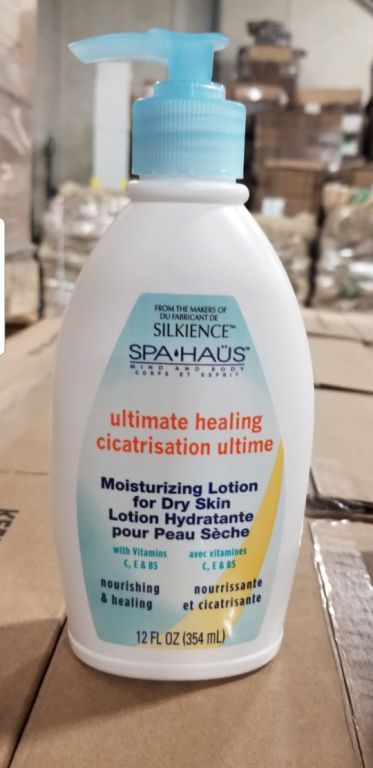 FROM THE MAKERS OF
DU FABRICANT DE
SILKIENCE™
SPA•HAÜS™
MIND AND BODY
CORPS ET ESPRIT
ultimate healing
cicatrisation ultime
Moisturizing Lotion
for Dry Skin
Lotion Hydratante
pour Peau Sèche
with Vitamins avec vitamines
C, E & B5 C, E & B5
nourishing nourrissante
& healing et cicatrisante
12 FL OZ (354 mL)